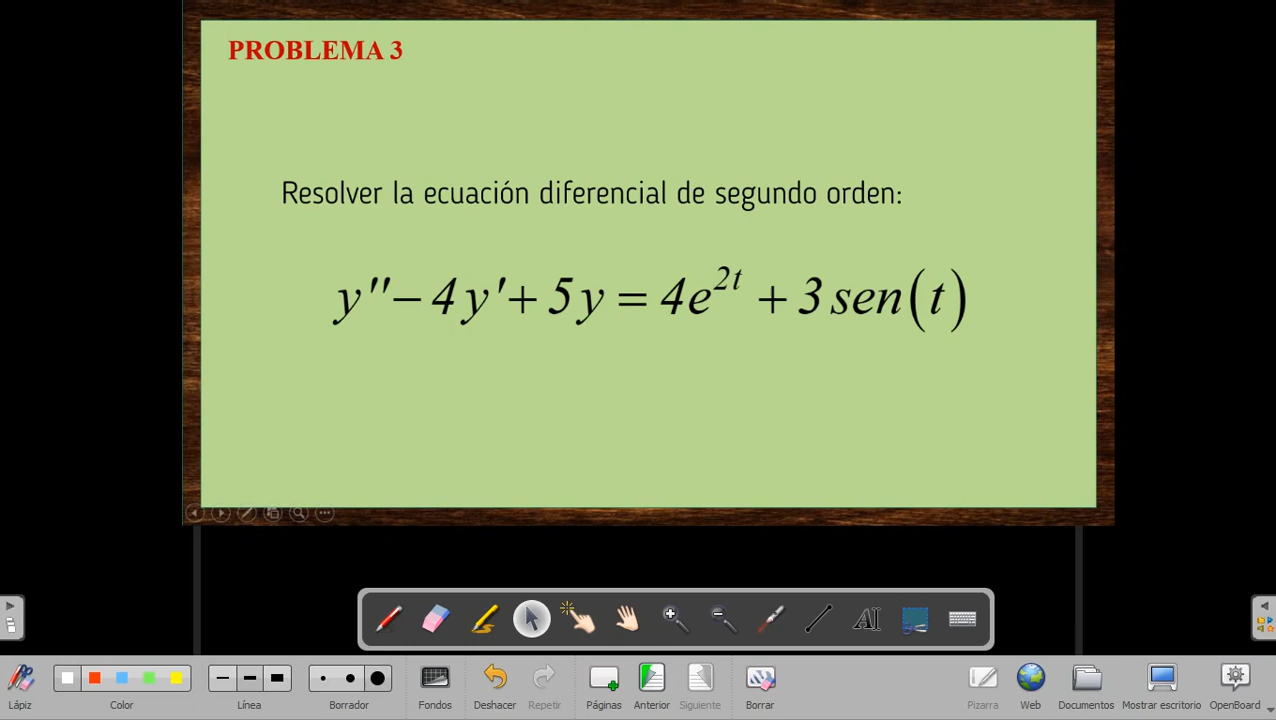 PROBLEMA 3
Resolver la ecuación diferencial de segundo orden:
y'' − 4y' + 5y = 4e^{2t} + 3 sen(t)
AI
Lápiz Color Línea Borrador Fondos Deshacer Repetir Páginas Anterior Siguiente Borrar Pizarra Web Documentos Mostrar escritorio OpenBoard